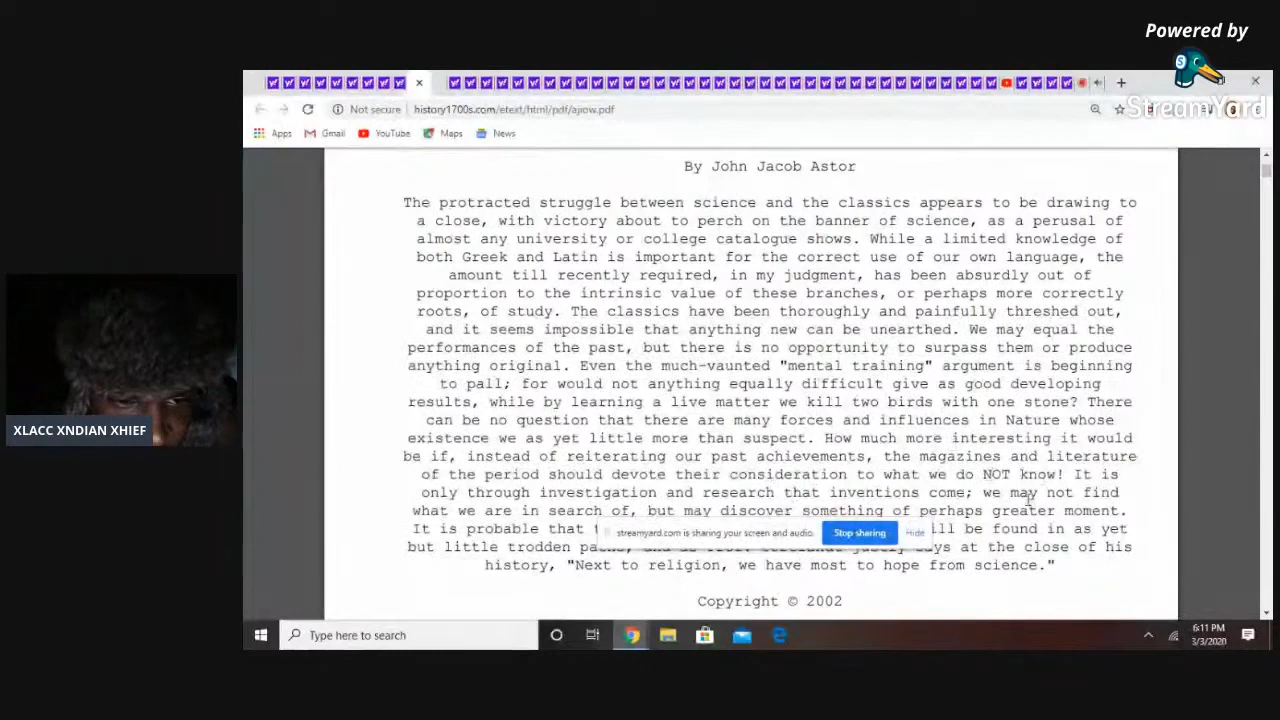 Powered by
StreamYard
Not secure
history1700s.com/etext/html/pdf/ajiow.pdf
Apps
Gmail
YouTube
Maps
News
By John Jacob Astor
The protracted struggle between science and the classics appears to be drawing to
a close, with victory about to perch on the banner of science, as a perusal of
almost any university or college catalogue shows. While a limited knowledge of
both Greek and Latin is important for the correct use of our own language, the
amount till recently required, in my judgment, has been absurdly out of
proportion to the intrinsic value of these branches, or perhaps more correctly
roots, of study. The classics have been thoroughly and painfully threshed out,
and it seems impossible that anything new can be unearthed. We may equal the
performances of the past, but there is no opportunity to surpass them or produce
anything original. Even the much-vaunted "mental training" argument is beginning
to pall; for would not anything equally difficult give as good developing
results, while by learning a live matter we kill two birds with one stone? There
can be no question that there are many forces and influences in Nature whose
existence we as yet little more than suspect. How much more interesting it would
be if, instead of reiterating our past achievements, the magazines and literature
of the period should devote their consideration to what we do NOT know! It is
only through investigation and research that inventions come; we may not find
what we are in search of, but may discover something of perhaps greater moment.
It is probable that
ill be found in as yet
but little trodden
at the close of his
history, "Next to religion, we have most to hope from science."
Copyright © 2002
streamyard.com is sharing your screen and audio.
Stop sharing
Hide
XLACC XNDIAN XHIEF
Type here to search
6:11 PM
3/3/2020